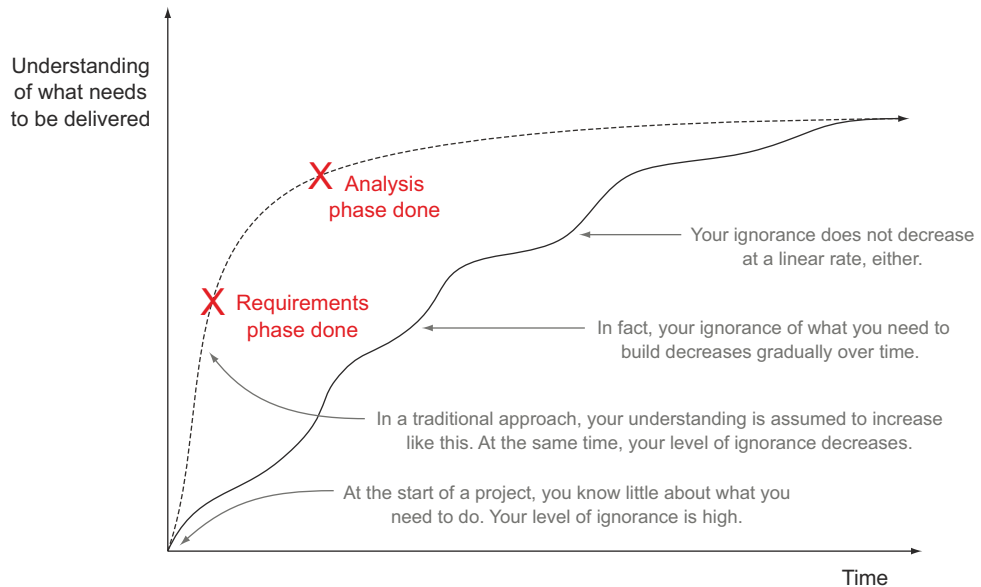 Understanding
of what needs
to be delivered
X Analysis
phase done
Your ignorance does not decrease
at a linear rate, either.
X Requirements
phase done
In fact, your ignorance of what you need to
build decreases gradually over time.
In a traditional approach, your understanding is assumed to increase
like this. At the same time, your level of ignorance decreases.
At the start of a project, you know little about what you
need to do. Your level of ignorance is high.
Time